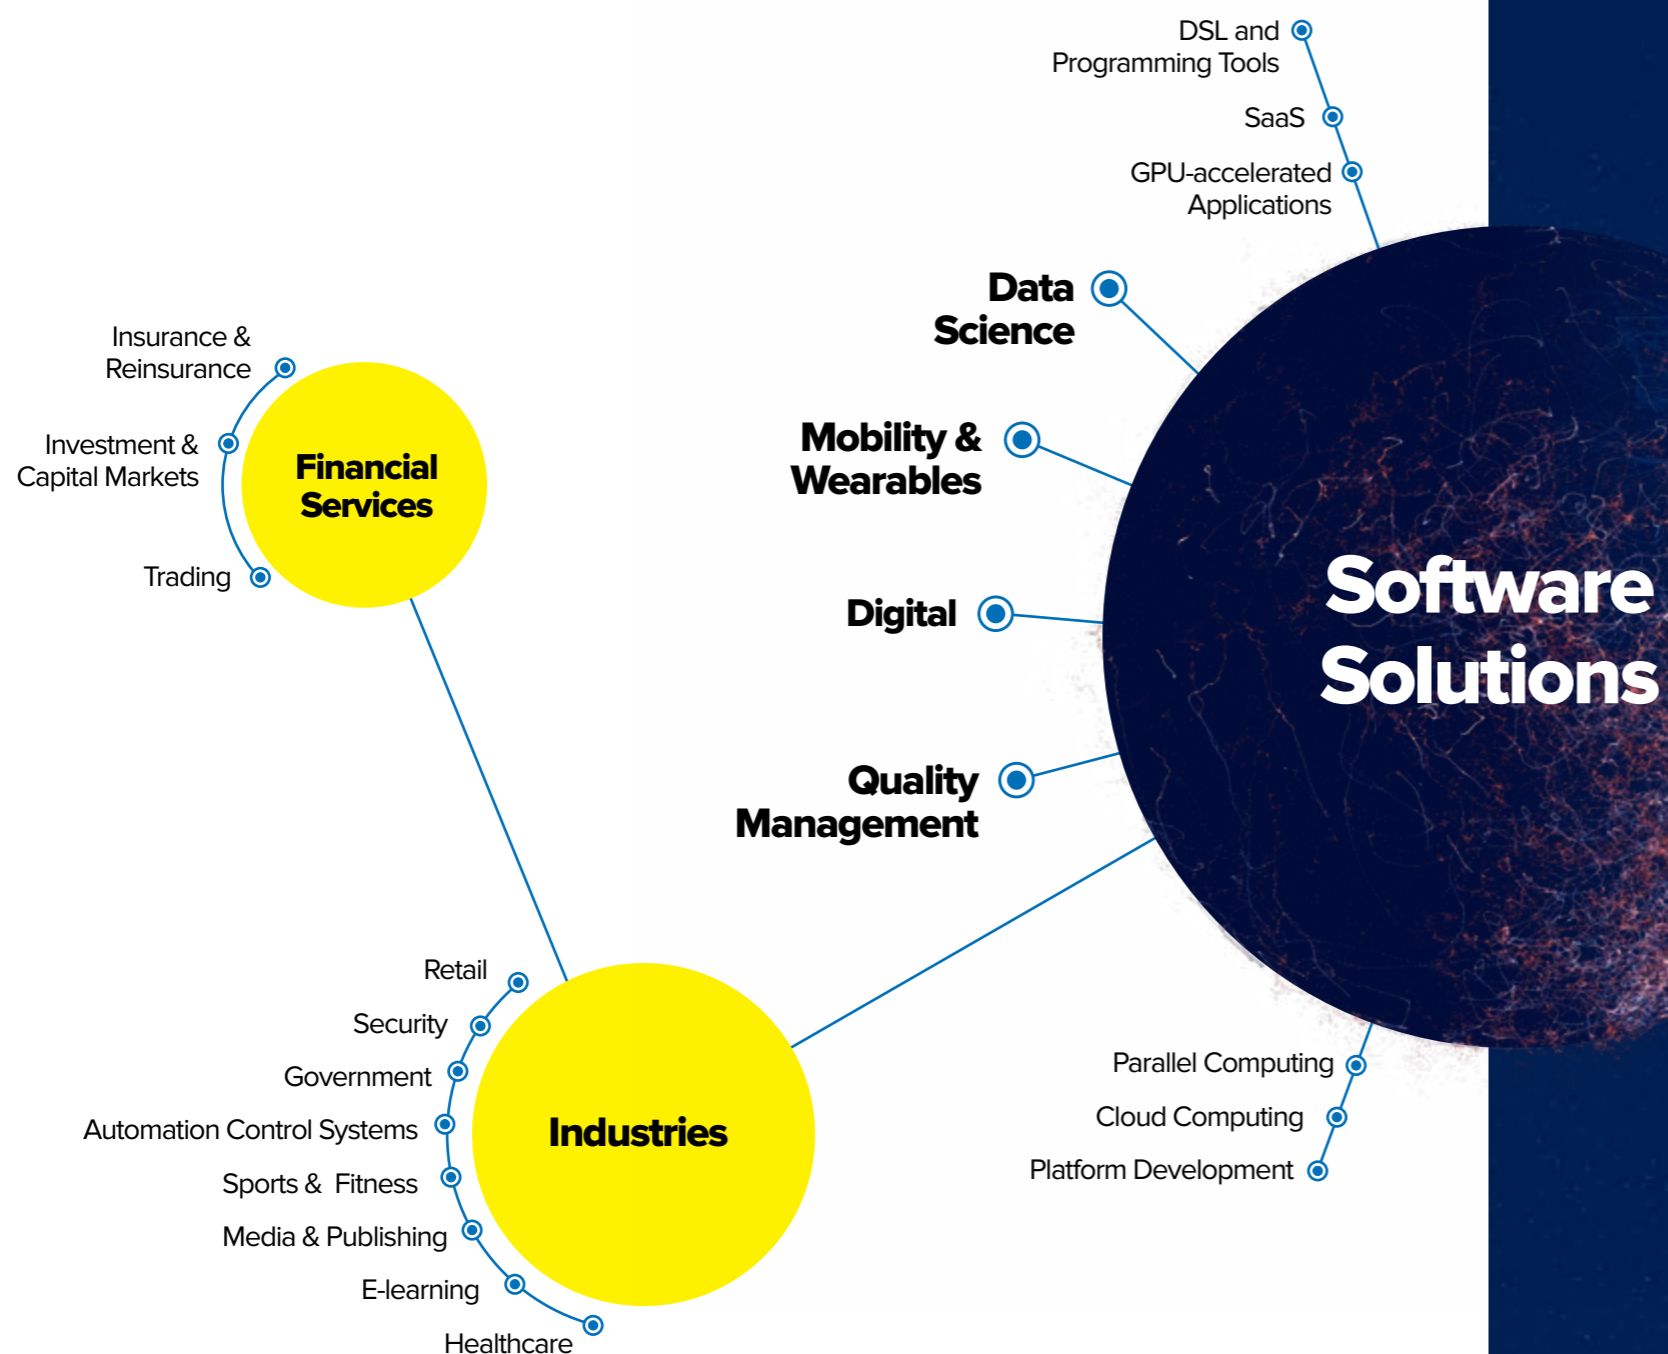 DSL and
Programming Tools
SaaS
GPU-accelerated
Applications
Data
Science
Mobility &
Wearables
Digital
Quality
Management
Software
Solutions
Parallel Computing
Cloud Computing
Platform Development
Insurance &
Reinsurance
Investment &
Capital Markets
Trading
Financial
Services
Retail
Security
Government
Automation Control Systems
Sports & Fitness
Media & Publishing
E-learning
Healthcare
Industries